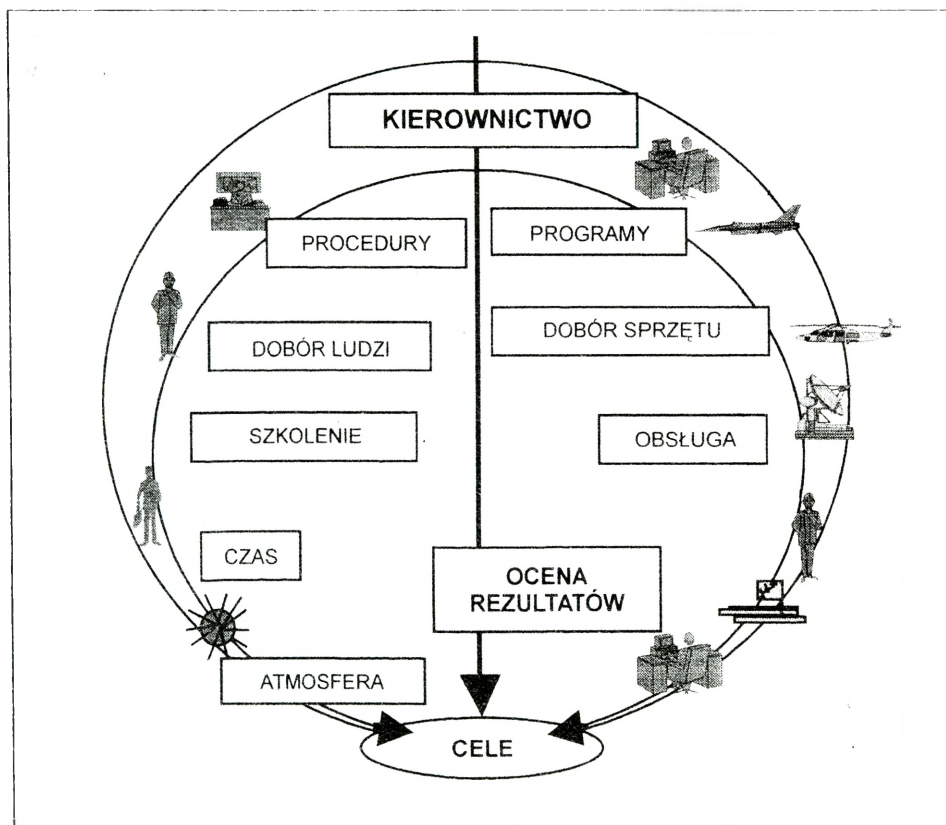 KIEROWNICTWO
PROCEDURY
PROGRAMY
DOBÓR LUDZI
DOBÓR SPRZĘTU
SZKOLENIE
OBSŁUGA
CZAS
OCENA
REZULTATÓW
ATMOSFERA
CELE